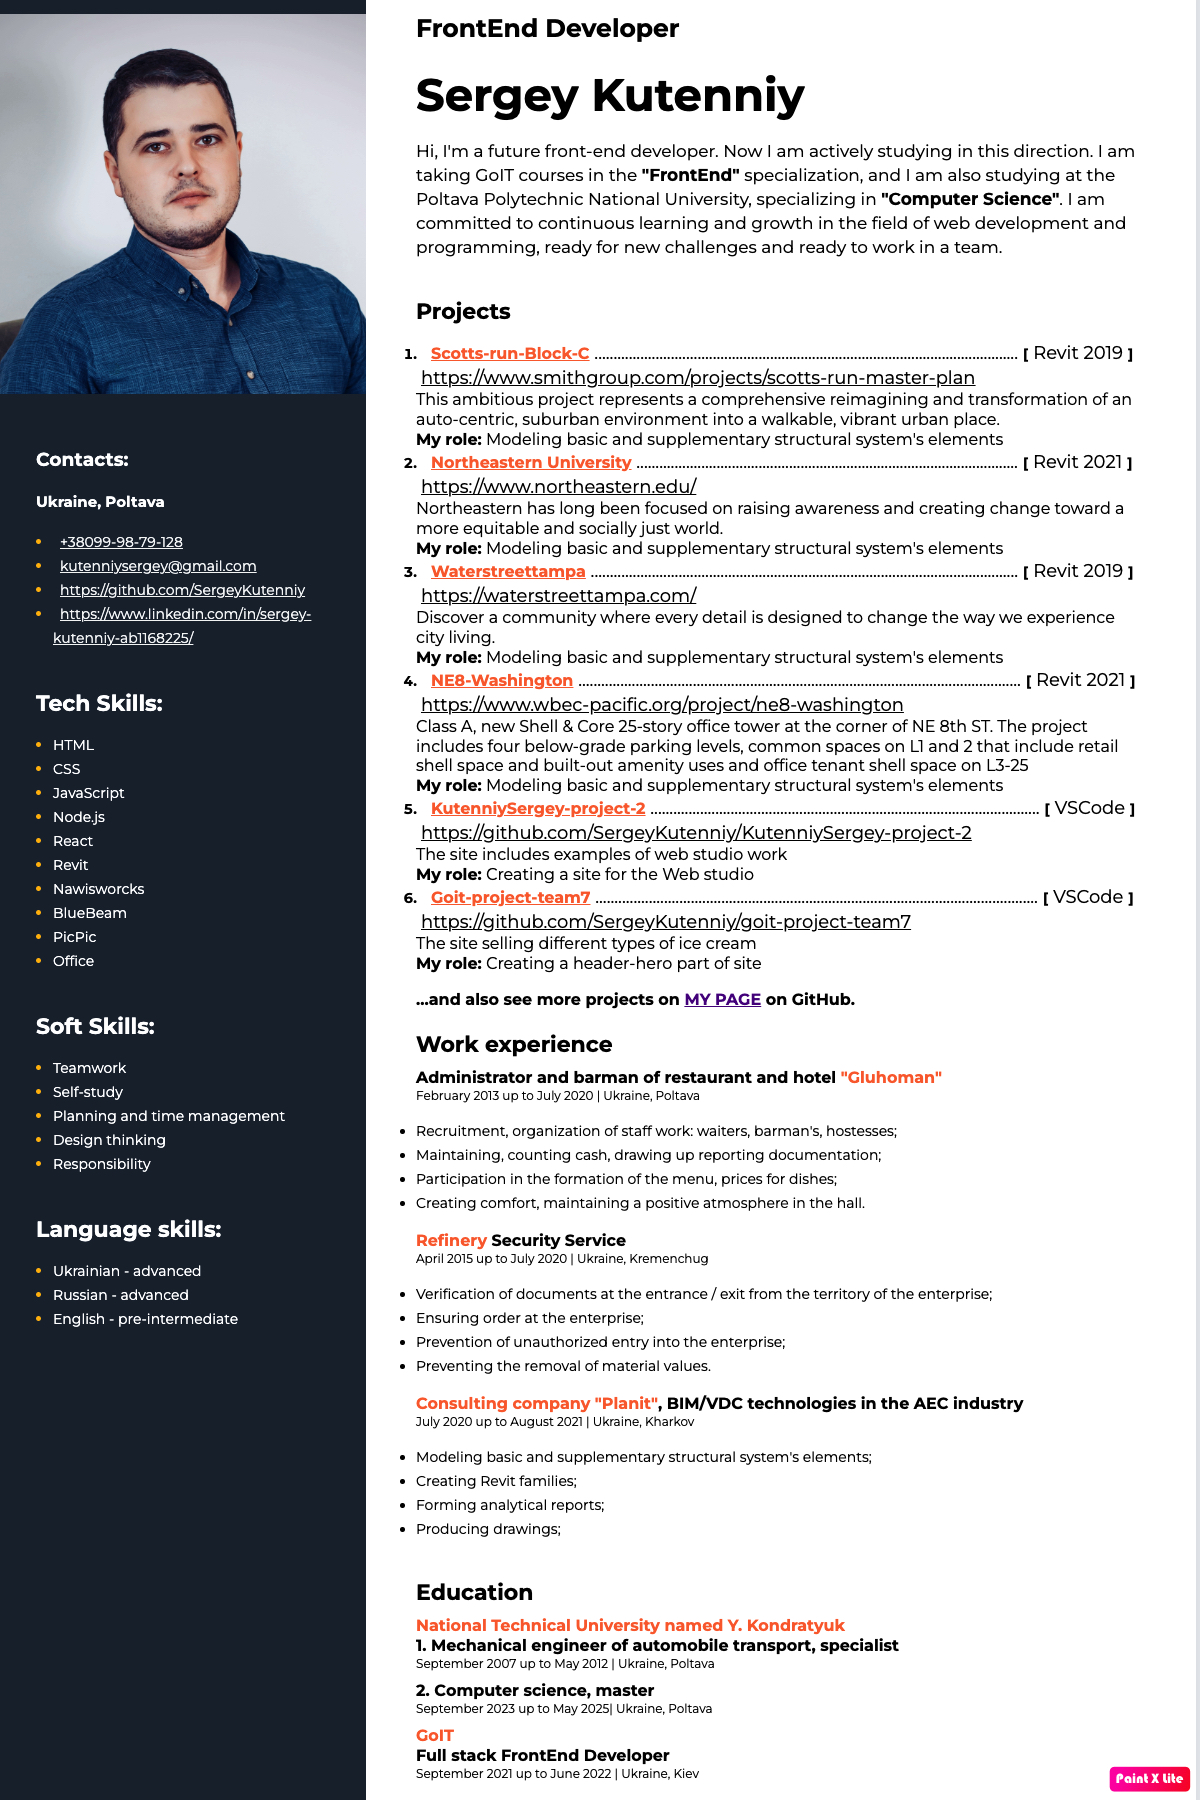 FrontEnd Developer
Sergey Kutenniy
Hi, I'm a future front-end developer. Now I am actively studying in this direction. I am
taking GoIT courses in the "FrontEnd" specialization, and I am also studying at the
Poltava Polytechnic National University, specializing in "Computer Science". I am
committed to continuous learning and growth in the field of web development and
programming, ready for new challenges and ready to work in a team.
Projects
1. Scotts-run-Block-C [ Revit 2019 ]
https://www.smithgroup.com/projects/scotts-run-master-plan
This ambitious project represents a comprehensive reimagining and transformation of an
auto-centric, suburban environment into a walkable, vibrant urban place.
My role: Modeling basic and supplementary structural system's elements
2. Northeastern University [ Revit 2021 ]
https://www.northeastern.edu/
Northeastern has long been focused on raising awareness and creating change toward a
more equitable and socially just world.
My role: Modeling basic and supplementary structural system's elements
3. Waterstreettampa [ Revit 2019 ]
https://waterstreettampa.com/
Discover a community where every detail is designed to change the way we experience
city living.
My role: Modeling basic and supplementary structural system's elements
4. NE8-Washington [ Revit 2021 ]
https://www.wbec-pacific.org/project/ne8-washington
Class A, new Shell & Core 25-story office tower at the corner of NE 8th ST. The project
includes four below-grade parking levels, common spaces on L1 and 2 that include retail
shell space and built-out amenity uses and office tenant shell space on L3-25
My role: Modeling basic and supplementary structural system's elements
5. KutenniySergey-project-2 [ VSCode ]
https://github.com/SergeyKutenniy/KutenniySergey-project-2
The site includes examples of web studio work
My role: Creating a site for the Web studio
6. Goit-project-team7 [ VSCode ]
https://github.com/SergeyKutenniy/goit-project-team7
The site selling different types of ice cream
My role: Creating a header-hero part of site
...and also see more projects on MY PAGE on GitHub.
Work experience
Administrator and barman of restaurant and hotel "Gluhoman"
February 2013 up to July 2020 | Ukraine, Poltava
Recruitment, organization of staff work: waiters, barman's, hostesses;
Maintaining, counting cash, drawing up reporting documentation;
Participation in the formation of the menu, prices for dishes;
Creating comfort, maintaining a positive atmosphere in the hall.
Refinery Security Service
April 2015 up to July 2020 | Ukraine, Kremenchug
Verification of documents at the entrance / exit from the territory of the enterprise;
Ensuring order at the enterprise;
Prevention of unauthorized entry into the enterprise;
Preventing the removal of material values.
Consulting company "Planit", BIM/VDC technologies in the AEC industry
July 2020 up to August 2021 | Ukraine, Kharkov
Modeling basic and supplementary structural system's elements;
Creating Revit families;
Forming analytical reports;
Producing drawings;
Education
National Technical University named Y. Kondratyuk
1. Mechanical engineer of automobile transport, specialist
September 2007 up to May 2012 | Ukraine, Poltava
2. Computer science, master
September 2023 up to May 2025| Ukraine, Poltava
GoIT
Full stack FrontEnd Developer
September 2021 up to June 2022 | Ukraine, Kiev
Contacts:
Ukraine, Poltava
+38099-98-79-128
kutenniysergey@gmail.com
https://github.com/SergeyKutenniy
https://www.linkedin.com/in/sergey-
kutenniy-ab1168225/
Tech Skills:
HTML
CSS
JavaScript
Node.js
React
Revit
Nawisworcks
BlueBeam
PicPic
Office
Soft Skills:
Teamwork
Self-study
Planning and time management
Design thinking
Responsibility
Language skills:
Ukrainian - advanced
Russian - advanced
English - pre-intermediate
Paint X Lite